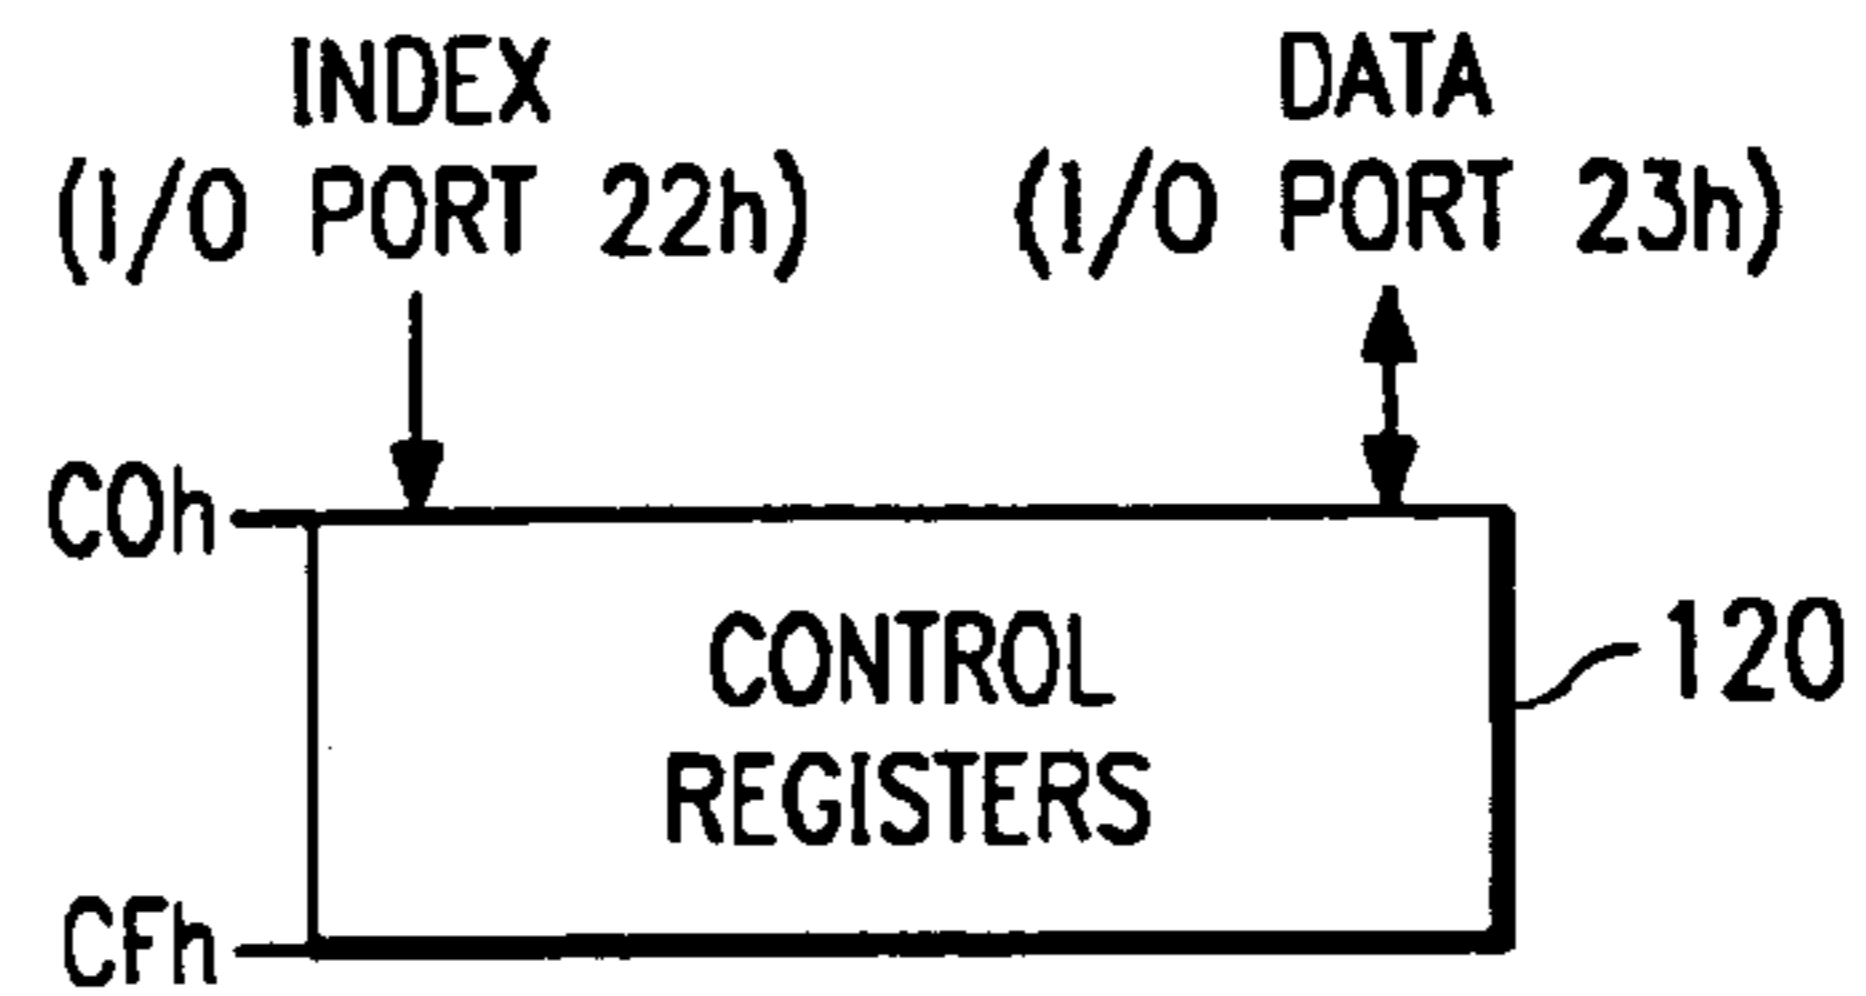 INDEX
(I/O PORT 22h)
DATA
(I/O PORT 23h)
C0h
CONTROL
REGISTERS
120
CFh